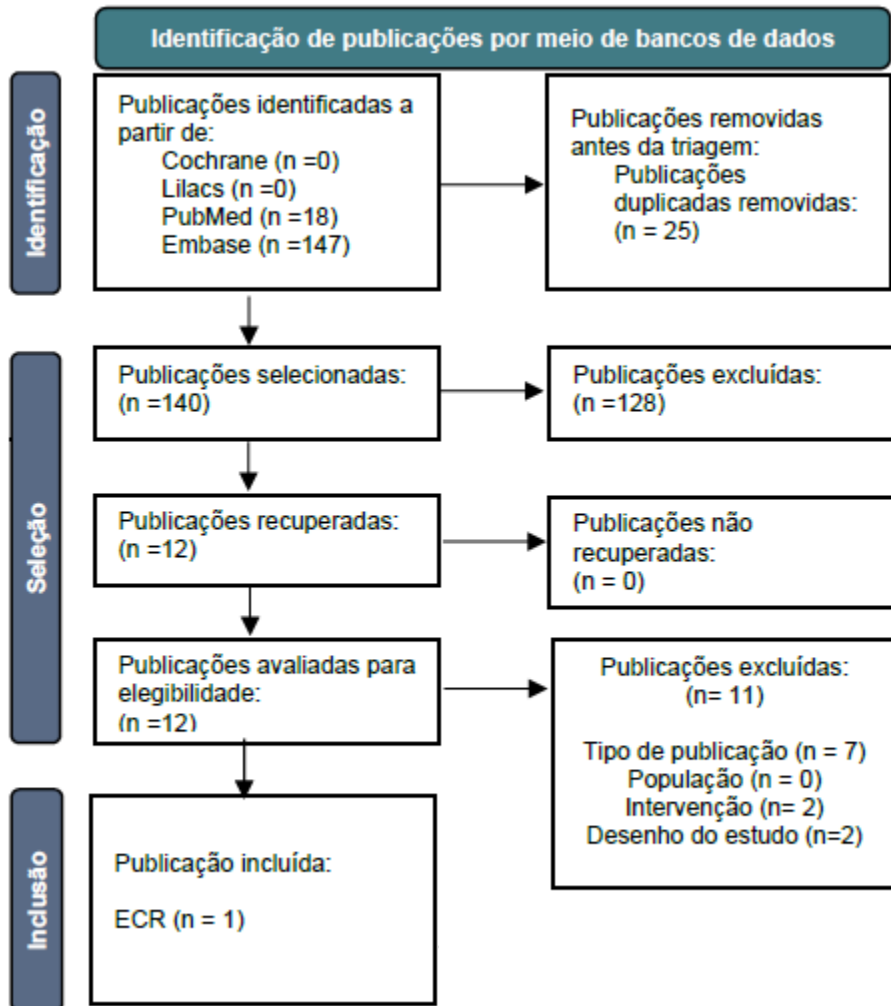 Identificação de publicações por meio de bancos de dados
Identificação
Publicações identificadas a
partir de:
Cochrane (n =0)
Lilacs (n =0)
PubMed (n =18)
Embase (n =147)
Publicações removidas
antes da triagem:
Publicações
duplicadas removidas:
(n = 25)
Seleção
Publicações selecionadas:
(n =140)
Publicações excluídas:
(n =128)
Publicações recuperadas:
(n =12)
Publicações não
recuperadas:
(n = 0)
Publicações avaliadas para
elegibilidade:
(n =12)
Publicações excluídas:
(n= 11)
Tipo de publicação (n = 7)
População (n = 0)
Intervenção (n= 2)
Desenho do estudo (n=2)
Inclusão
Publicação incluída:
ECR (n = 1)